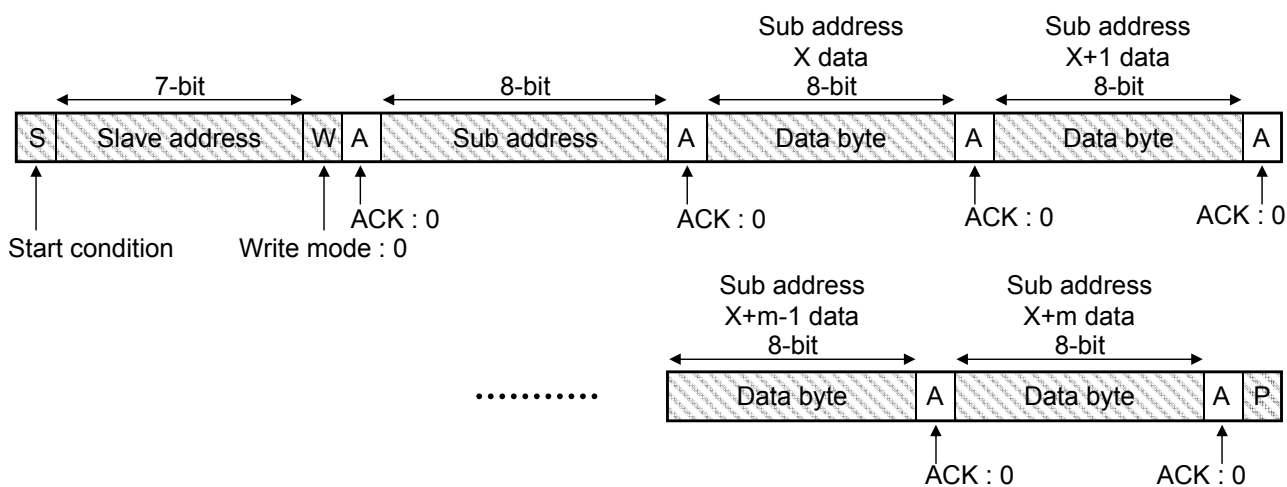 Sub address
X data
8-bit
Sub address
X+1 data
8-bit
7-bit
8-bit
S Slave address W A Sub address A Data byte A Data byte A
ACK : 0 ACK : 0 ACK : 0 ACK : 0
Start condition Write mode : 0
Sub address
X+m-1 data
8-bit
Sub address
X+m data
8-bit
Data byte A Data byte A P
ACK : 0 ACK : 0